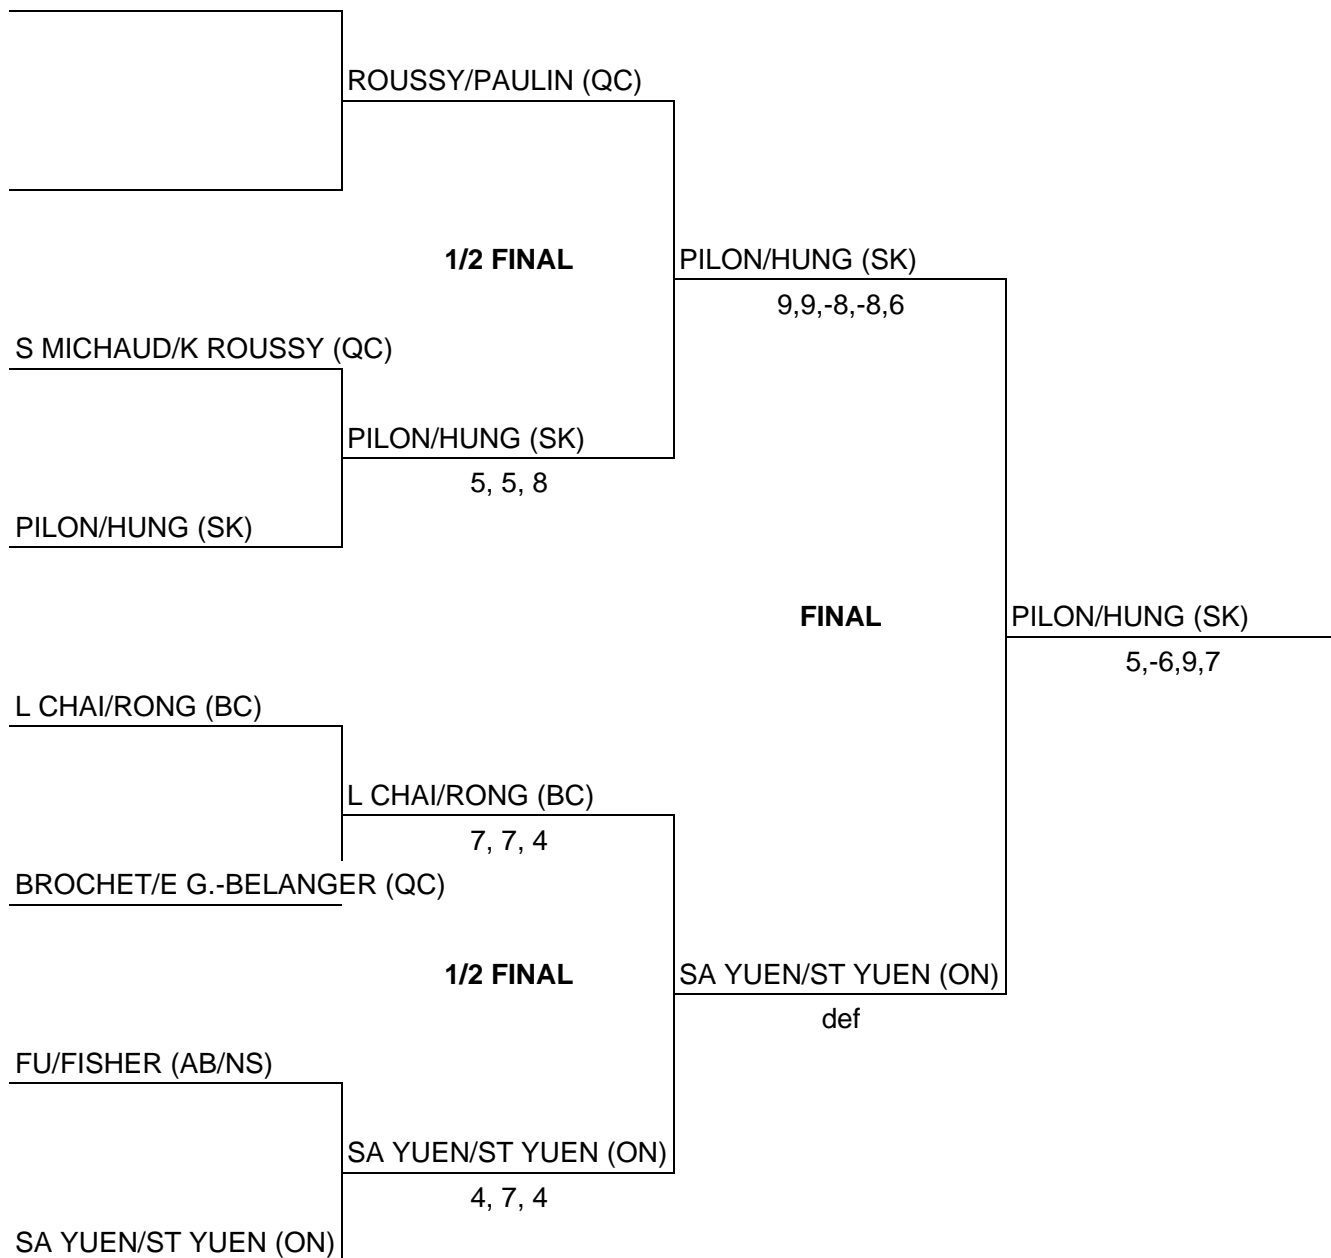 ROUSSY/PAULIN (QC)
1/2 FINAL
PILON/HUNG (SK)
9,9,-8,-8,6
S MICHAUD/K ROUSSY (QC)
PILON/HUNG (SK)
5, 5, 8
PILON/HUNG (SK)
FINAL
PILON/HUNG (SK)
5,-6,9,7
L CHAI/RONG (BC)
L CHAI/RONG (BC)
7, 7, 4
BROCHET/E G.-BELANGER (QC)
1/2 FINAL
SA YUEN/ST YUEN (ON)
def
FU/FISHER (AB/NS)
SA YUEN/ST YUEN (ON)
4, 7, 4
SA YUEN/ST YUEN (ON)